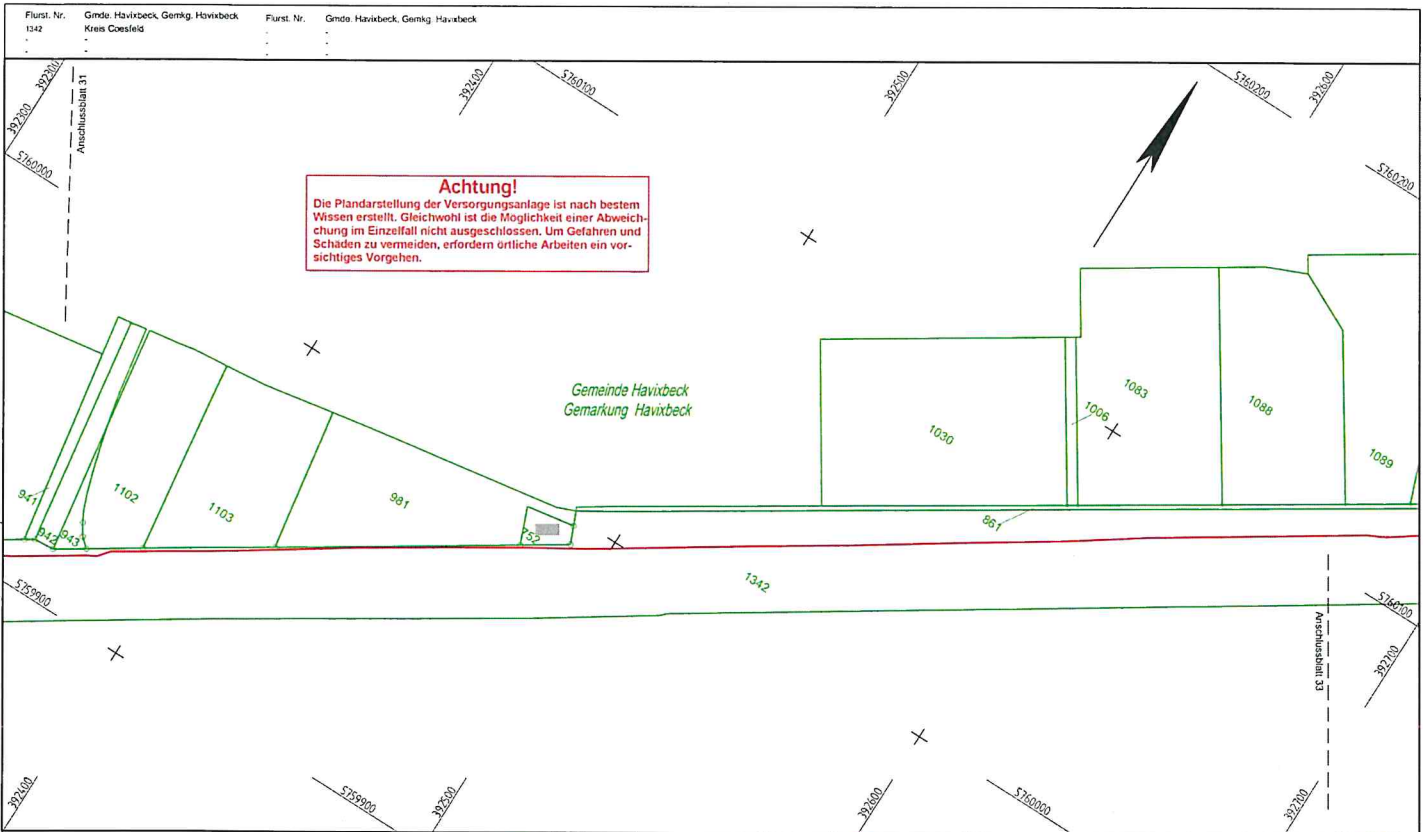 Flurst. Nr. Gmde. Havixbeck, Gemkg. Havixbeck Flurst. Nr. Gmde. Havixbeck, Gemkg. Havixbeck
1342 Kreis Coesfeld
392300
392300
5760000
Anschlussblatt 31
392400
5760100
392500
5760200
392600
5760200
Achtung!
Die Plandarstellung der Versorgungsanlage ist nach bestem
Wissen erstellt. Gleichwohl ist die Möglichkeit einer Abweich-
chung im Einzelfall nicht ausgeschlossen. Um Gefahren und
Schäden zu vermeiden, erfordern örtliche Arbeiten ein vor-
sichtiges Vorgehen.
Gemeinde Havixbeck
Gemarkung Havixbeck
941
942
943
1102
1103
981
752
1030
1006
1083
1088
1089
861
1342
5759900
5760100
392700
Anschlussblatt 33
392400
5759900
392500
392600
5760000
392700